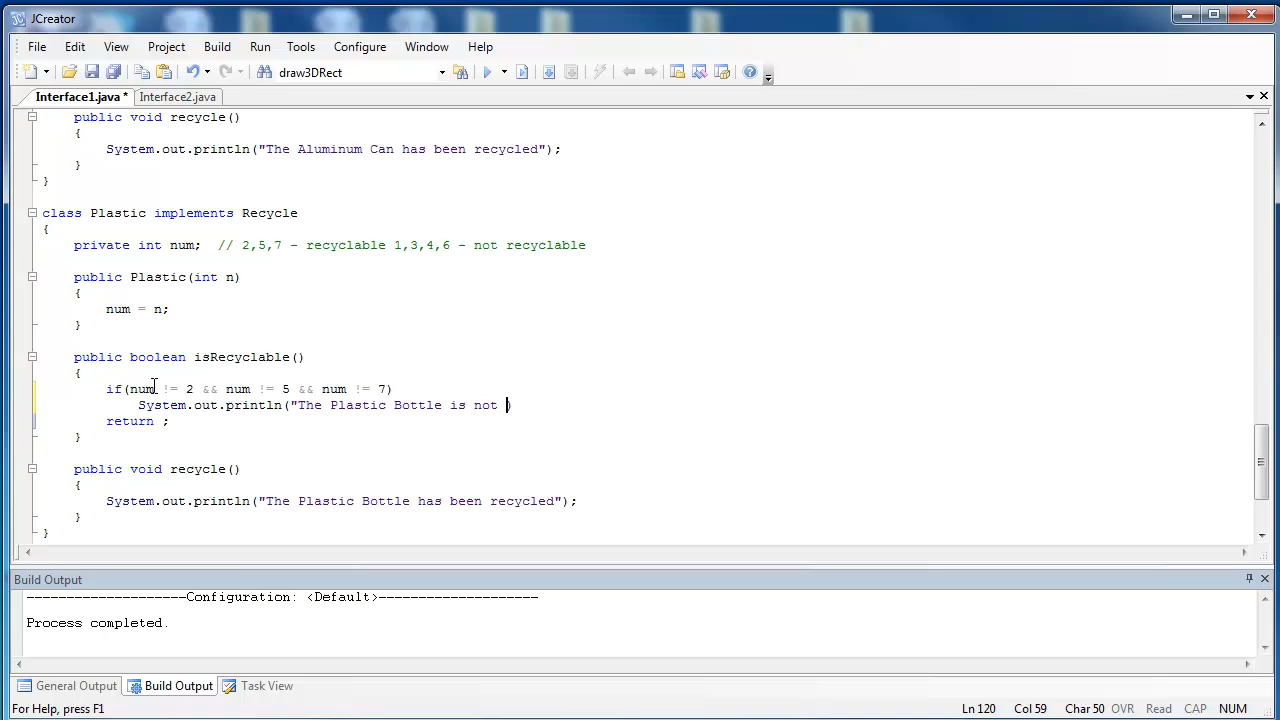 JCreator
File Edit View Project Build Run Tools Configure Window Help
draw3DRect
Interface1.java * Interface2.java
public void recycle()
{
System.out.println("The Aluminum Can has been recycled");
}
}
class Plastic implements Recycle
{
private int num; // 2,5,7 - recyclable 1,3,4,6 - not recyclable
public Plastic(int n)
{
num = n;
}
public boolean isRecyclable()
{
if(num != 2 && num != 5 && num != 7)
System.out.println("The Plastic Bottle is not )
return ;
}
public void recycle()
{
System.out.println("The Plastic Bottle has been recycled");
}
}
Build Output
--------------------Configuration: <Default>--------------------
Process completed.
General Output Build Output Task View
For Help, press F1 Ln 120 Col 59 Char 50 OVR Read CAP NUM